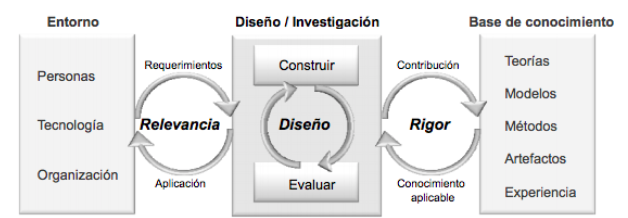 Entorno
Personas
Tecnología
Organización
Requerimientos
Relevancia
Aplicación
Diseño / Investigación
Construir
Diseño
Evaluar
Contribución
Rigor
Conocimiento
aplicable
Base de conocimiento
Teorías
Modelos
Métodos
Artefactos
Experiencia